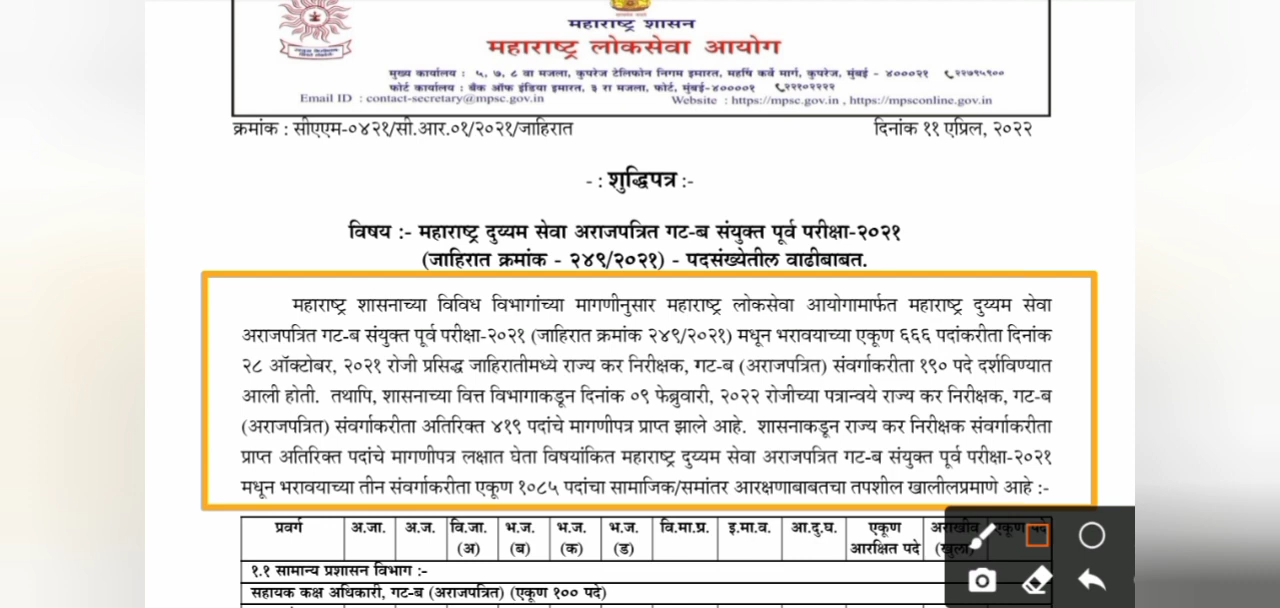 महाराष्ट्र शासन
महाराष्ट्र लोकसेवा आयोग
मुख्य कार्यालय : ५, ७, ८ वा मजला, कुपरेज टेलिफोन निगम इमारत, महर्षि कर्वे मार्ग, कुपरेज, मुंबई - ४०००२१ २२७९५९००
फोर्ट कार्यालय : बँक ऑफ इंडिया इमारत, ३ रा मजला, फोर्ट, मुंबई-४००००१ २२१०२२२२
Email ID : contact-secretary@mpsc.gov.in Website : https://mpsc.gov.in , https://mpsconline.gov.in
क्रमांक : सीएएम-०४२१/सी.आर.०१/२०२१/जाहिरात दिनांक ११ एप्रिल, २०२२
- : शुद्धिपत्र :-
विषय :- महाराष्ट्र दुय्यम सेवा अराजपत्रित गट-ब संयुक्त पूर्व परीक्षा-२०२१
(जाहिरात क्रमांक - २४९/२०२१) - पदसंख्येतील वाढीबाबत.
महाराष्ट्र शासनाच्या विविध विभागांच्या मागणीनुसार महाराष्ट्र लोकसेवा आयोगामार्फत महाराष्ट्र दुय्यम सेवा
अराजपत्रित गट-ब संयुक्त पूर्व परीक्षा-२०२१ (जाहिरात क्रमांक २४९/२०२१) मधून भरावयाच्या एकूण ६६६ पदांकरीता दिनांक
२८ ऑक्टोबर, २०२१ रोजी प्रसिद्ध जाहिरातीमध्ये राज्य कर निरीक्षक, गट-ब (अराजपत्रित) संवर्गाकरीता १९० पदे दर्शविण्यात
आली होती. तथापि, शासनाच्या वित्त विभागाकडून दिनांक ०९ फेब्रुवारी, २०२२ रोजीच्या पत्रान्वये राज्य कर निरीक्षक, गट-ब
(अराजपत्रित) संवर्गाकरीता अतिरिक्त ४१९ पदांचे मागणीपत्र प्राप्त झाले आहे. शासनाकडून राज्य कर निरीक्षक संवर्गाकरीता
प्राप्त अतिरिक्त पदांचे मागणीपत्र लक्षात घेता विषयांकित महाराष्ट्र दुय्यम सेवा अराजपत्रित गट-ब संयुक्त पूर्व परीक्षा-२०२१
मधून भरावयाच्या तीन संवर्गाकरीता एकूण १०८५ पदांचा सामाजिक/समांतर आरक्षणाबाबतचा तपशील खालीलप्रमाणे आहे :-
प्रवर्ग अ.जा. अ.ज. वि.जा. भ.ज. भ.ज. भ.ज. वि.मा.प्र. इ.मा.व. आ.दु.घ. एकूण अराखीव एकूण पदे
(अ) (ब) (क) (ड) आरक्षित पदे (खुला)
१.१ सामान्य प्रशासन विभाग :-
सहायक कक्ष अधिकारी, गट-ब (अराजपत्रित) (एकूण १०० पदे)